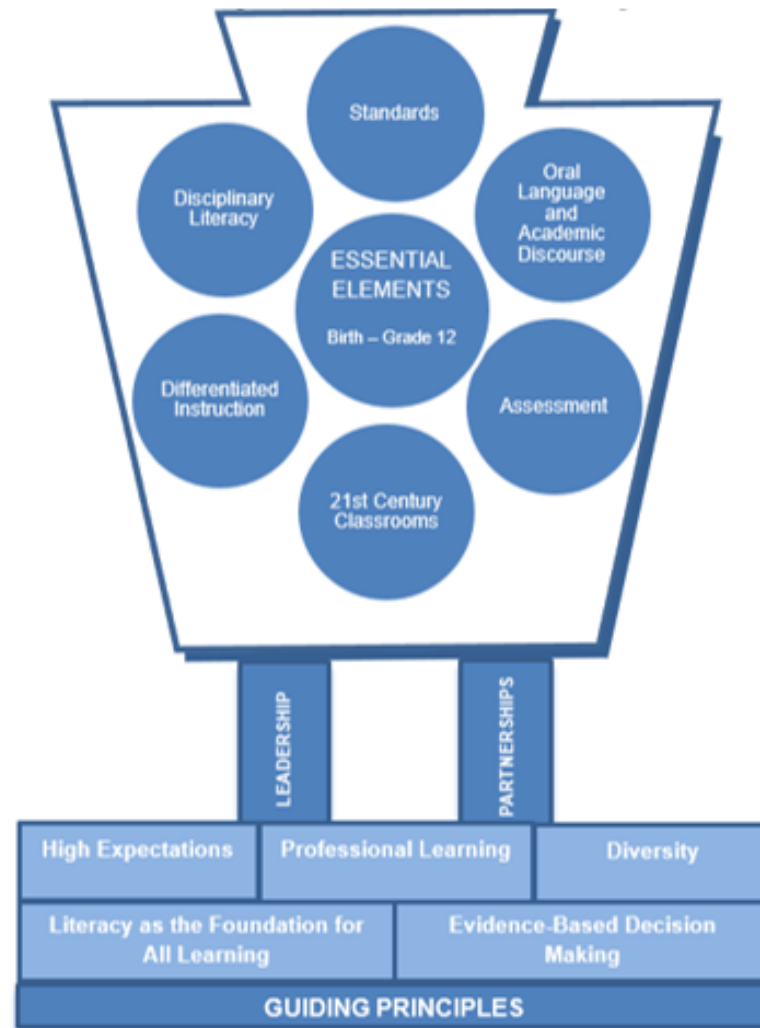 Standards
Disciplinary
Literacy
Oral
Language
and
Academic
Discourse
ESSENTIAL
ELEMENTS
Birth – Grade 12
Differentiated
Instruction
Assessment
21st Century
Classrooms
LEADERSHIP
PARTNERSHIPS
High Expectations
Professional Learning
Diversity
Literacy as the Foundation for
All Learning
Evidence-Based Decision
Making
GUIDING PRINCIPLES